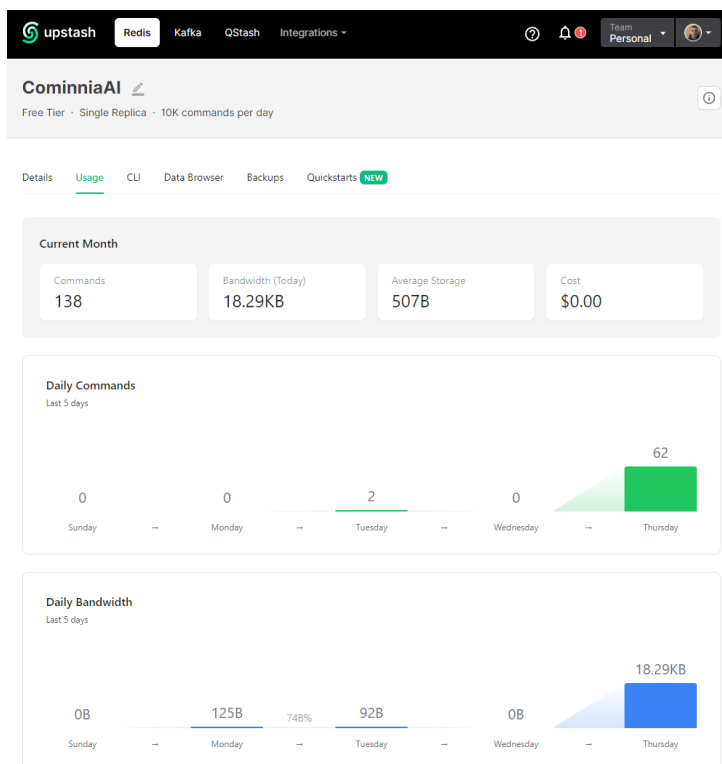 upstash Redis Kafka QStash Integrations 1 Team Personal
CominniaAI
Free Tier · Single Replica · 10K commands per day
Details Usage CLI Data Browser Backups Quickstarts NEW
Current Month
Commands Bandwidth (Today) Average Storage Cost
138 18.29KB 507B $0.00
Daily Commands
Last 5 days
0 0 2 0 62
Sunday → Monday → Tuesday → Wednesday → Thursday
Daily Bandwidth
Last 5 days
0B 125B 74B% 92B 0B 18.29KB
Sunday → Monday → Tuesday → Wednesday → Thursday